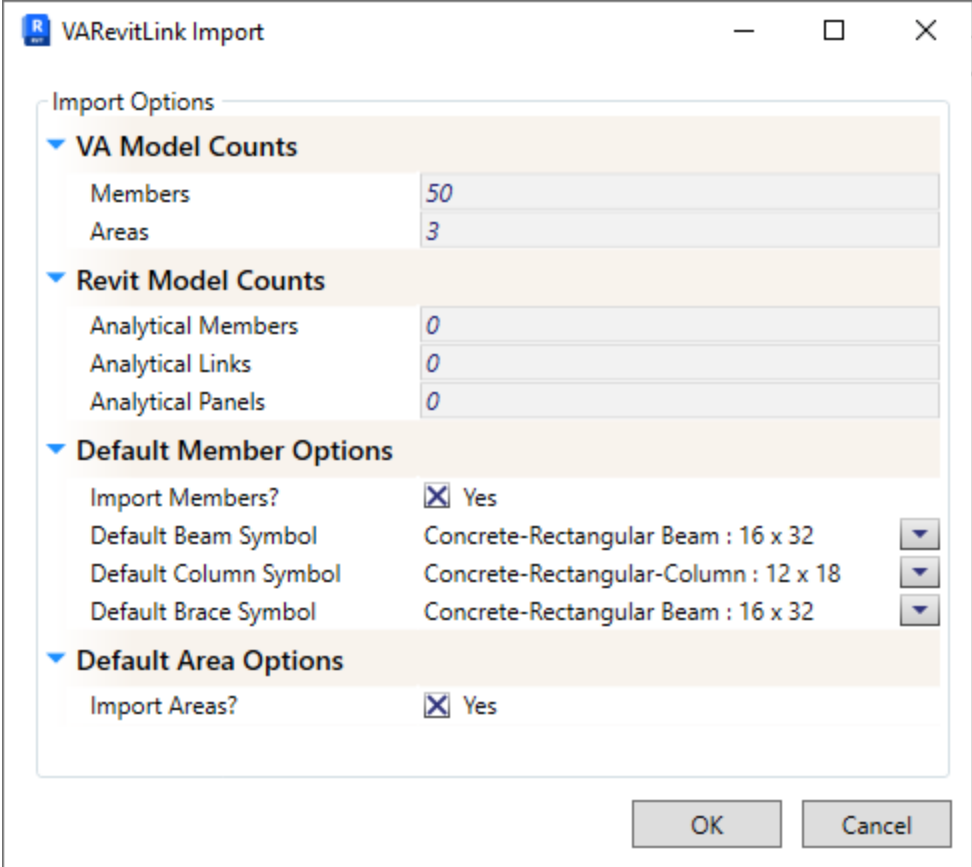 R
RVT
VARevitLink Import
Import Options
VA Model Counts
Members 50
Areas 3
Revit Model Counts
Analytical Members 0
Analytical Links 0
Analytical Panels 0
Default Member Options
Import Members? Yes
Default Beam Symbol Concrete-Rectangular Beam : 16 x 32
Default Column Symbol Concrete-Rectangular-Column : 12 x 18
Default Brace Symbol Concrete-Rectangular Beam : 16 x 32
Default Area Options
Import Areas? Yes
OK Cancel